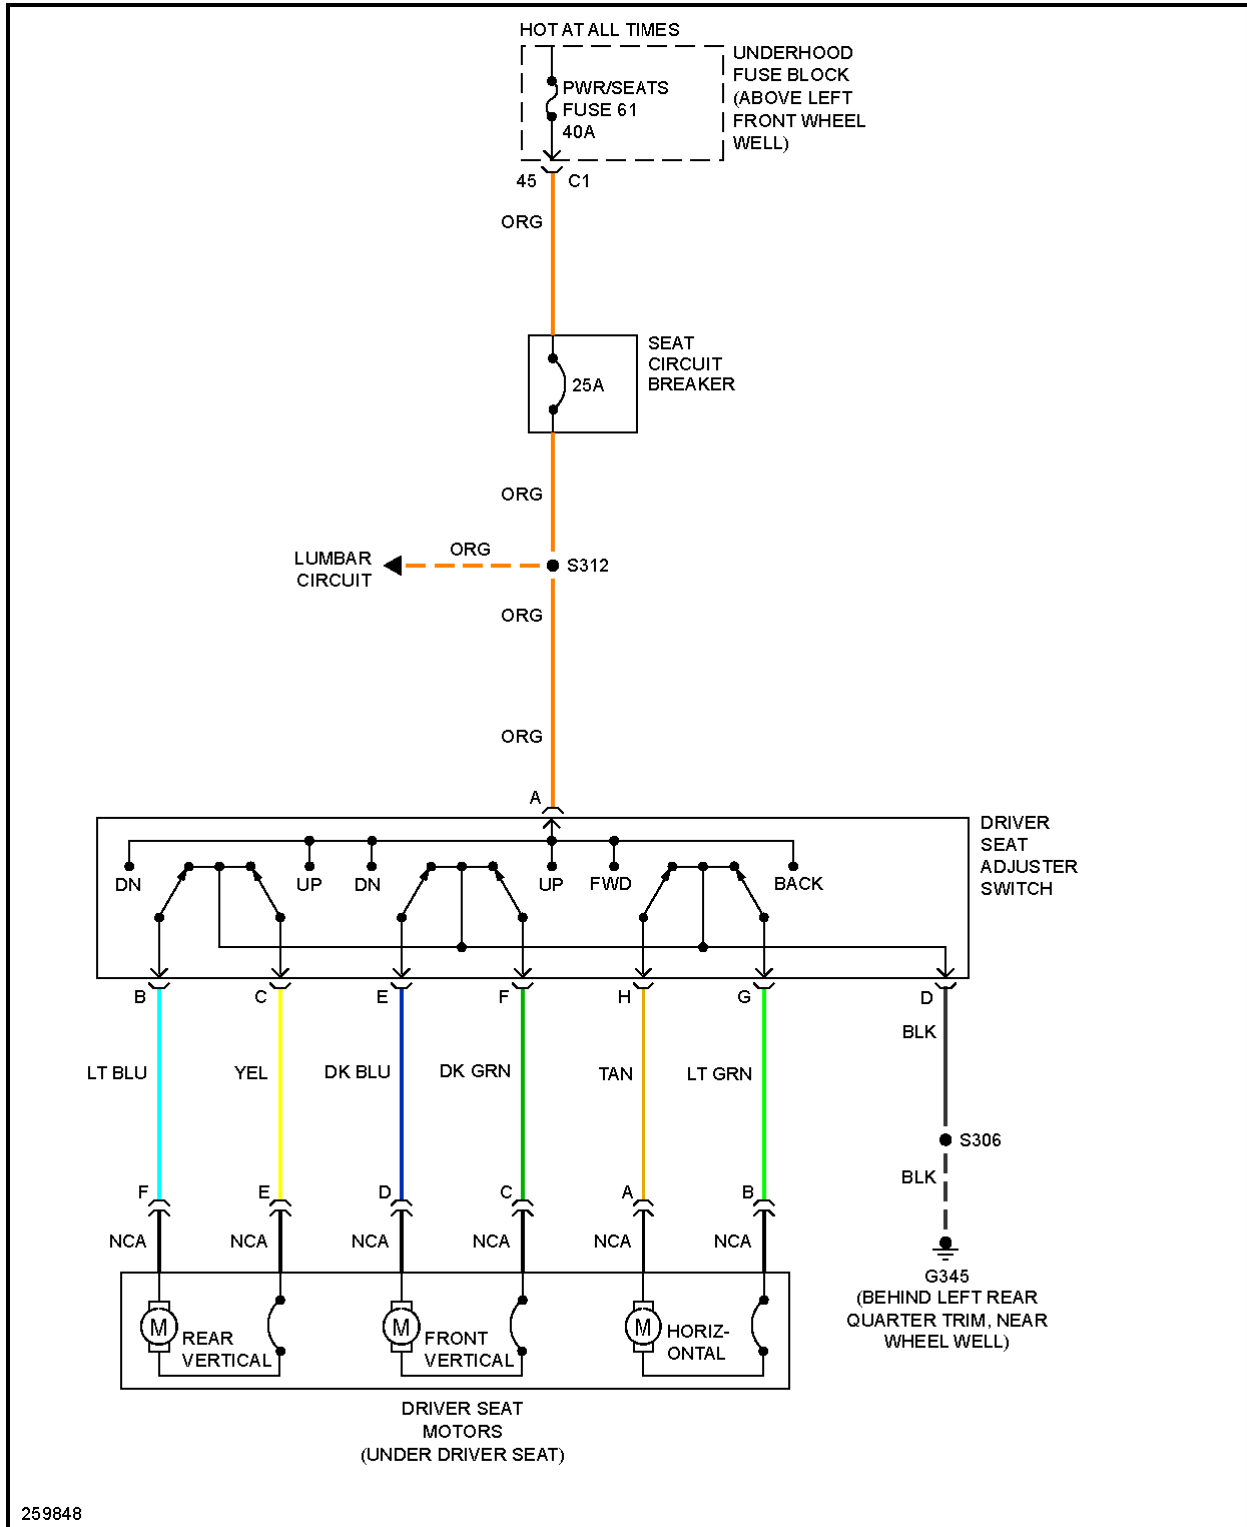 HOT AT ALL TIMES
UNDERHOOD
FUSE BLOCK
(ABOVE LEFT
FRONT WHEEL
WELL)
PWR/SEATS
FUSE 61
40A
45 C1
ORG
SEAT
CIRCUIT
BREAKER
25A
ORG
LUMBAR
CIRCUIT
ORG
S312
ORG
ORG
A
DRIVER
SEAT
ADJUSTER
SWITCH
DN UP DN UP FWD BACK
B C E F H G D
BLK
LT BLU YEL DK BLU DK GRN TAN LT GRN
S306
BLK
F E D C A B
NCA NCA NCA NCA NCA NCA
G345
(BEHIND LEFT REAR
QUARTER TRIM, NEAR
WHEEL WELL)
M REAR
VERTICAL
M FRONT
VERTICAL
M HORIZ-
ONTAL
DRIVER SEAT
MOTORS
(UNDER DRIVER SEAT)
259848